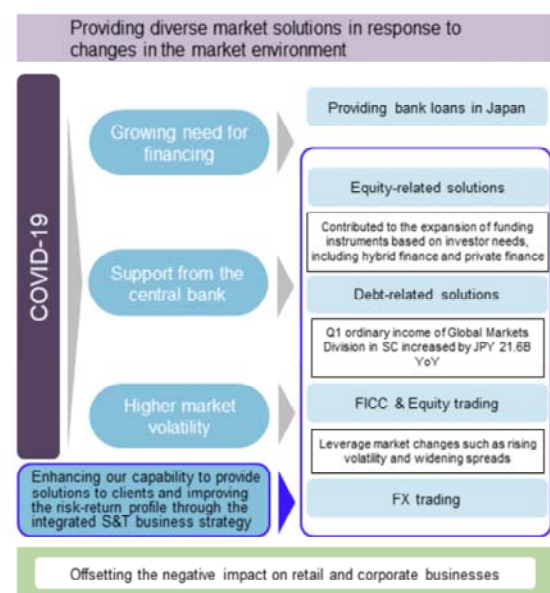 Providing diverse market solutions in response to
changes in the market environment
COVID-19
Growing need for
financing
Providing bank loans in Japan
Equity-related solutions
Contributed to the expansion of funding
instruments based on investor needs,
including hybrid finance and private finance
Support from the
central bank
Debt-related solutions
Q1 ordinary income of Global Markets
Division in SC increased by JPY 21.6B
YoY
Higher market
volatility
FICC & Equity trading
Leverage market changes such as rising
volatility and widening spreads
Enhancing our capability to provide
solutions to clients and improving
the risk-return profile through the
integrated S&T business strategy
FX trading
Offsetting the negative impact on retail and corporate businesses